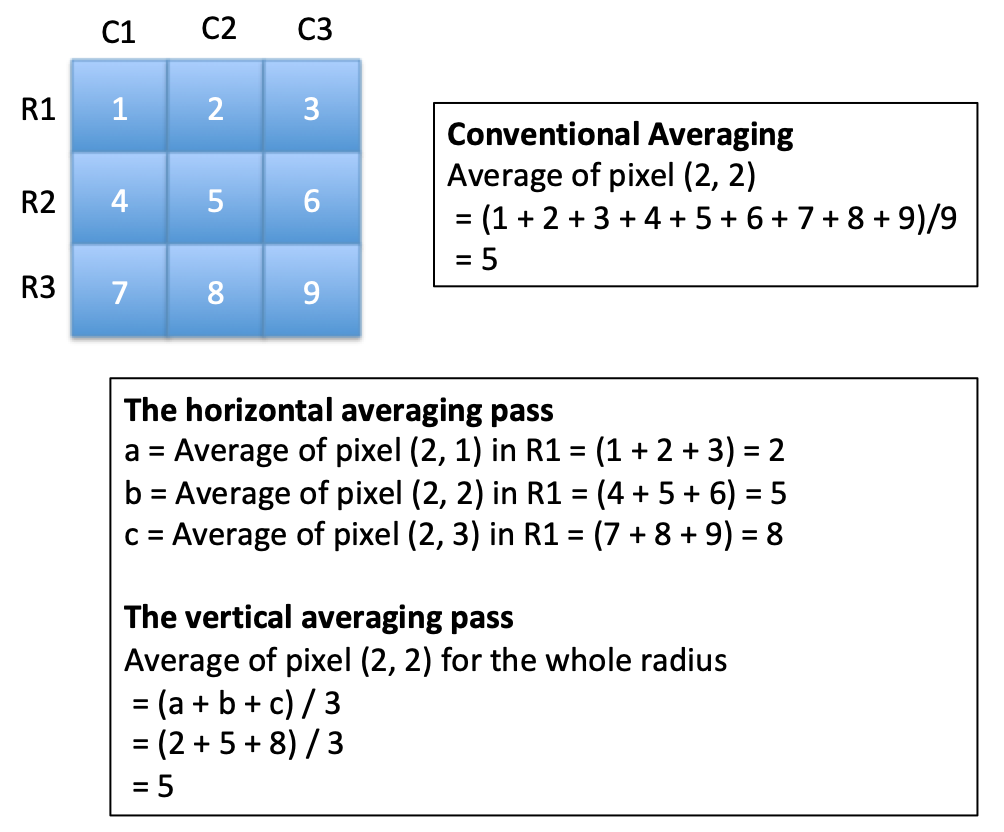 C1 C2 C3
R1 1 2 3
R2 4 5 6
R3 7 8 9
Conventional Averaging
Average of pixel (2, 2)
= (1 + 2 + 3 + 4 + 5 + 6 + 7 + 8 + 9)/9
= 5
The horizontal averaging pass
a = Average of pixel (2, 1) in R1 = (1 + 2 + 3) = 2
b = Average of pixel (2, 2) in R1 = (4 + 5 + 6) = 5
c = Average of pixel (2, 3) in R1 = (7 + 8 + 9) = 8
The vertical averaging pass
Average of pixel (2, 2) for the whole radius
= (a + b + c) / 3
= (2 + 5 + 8) / 3
= 5